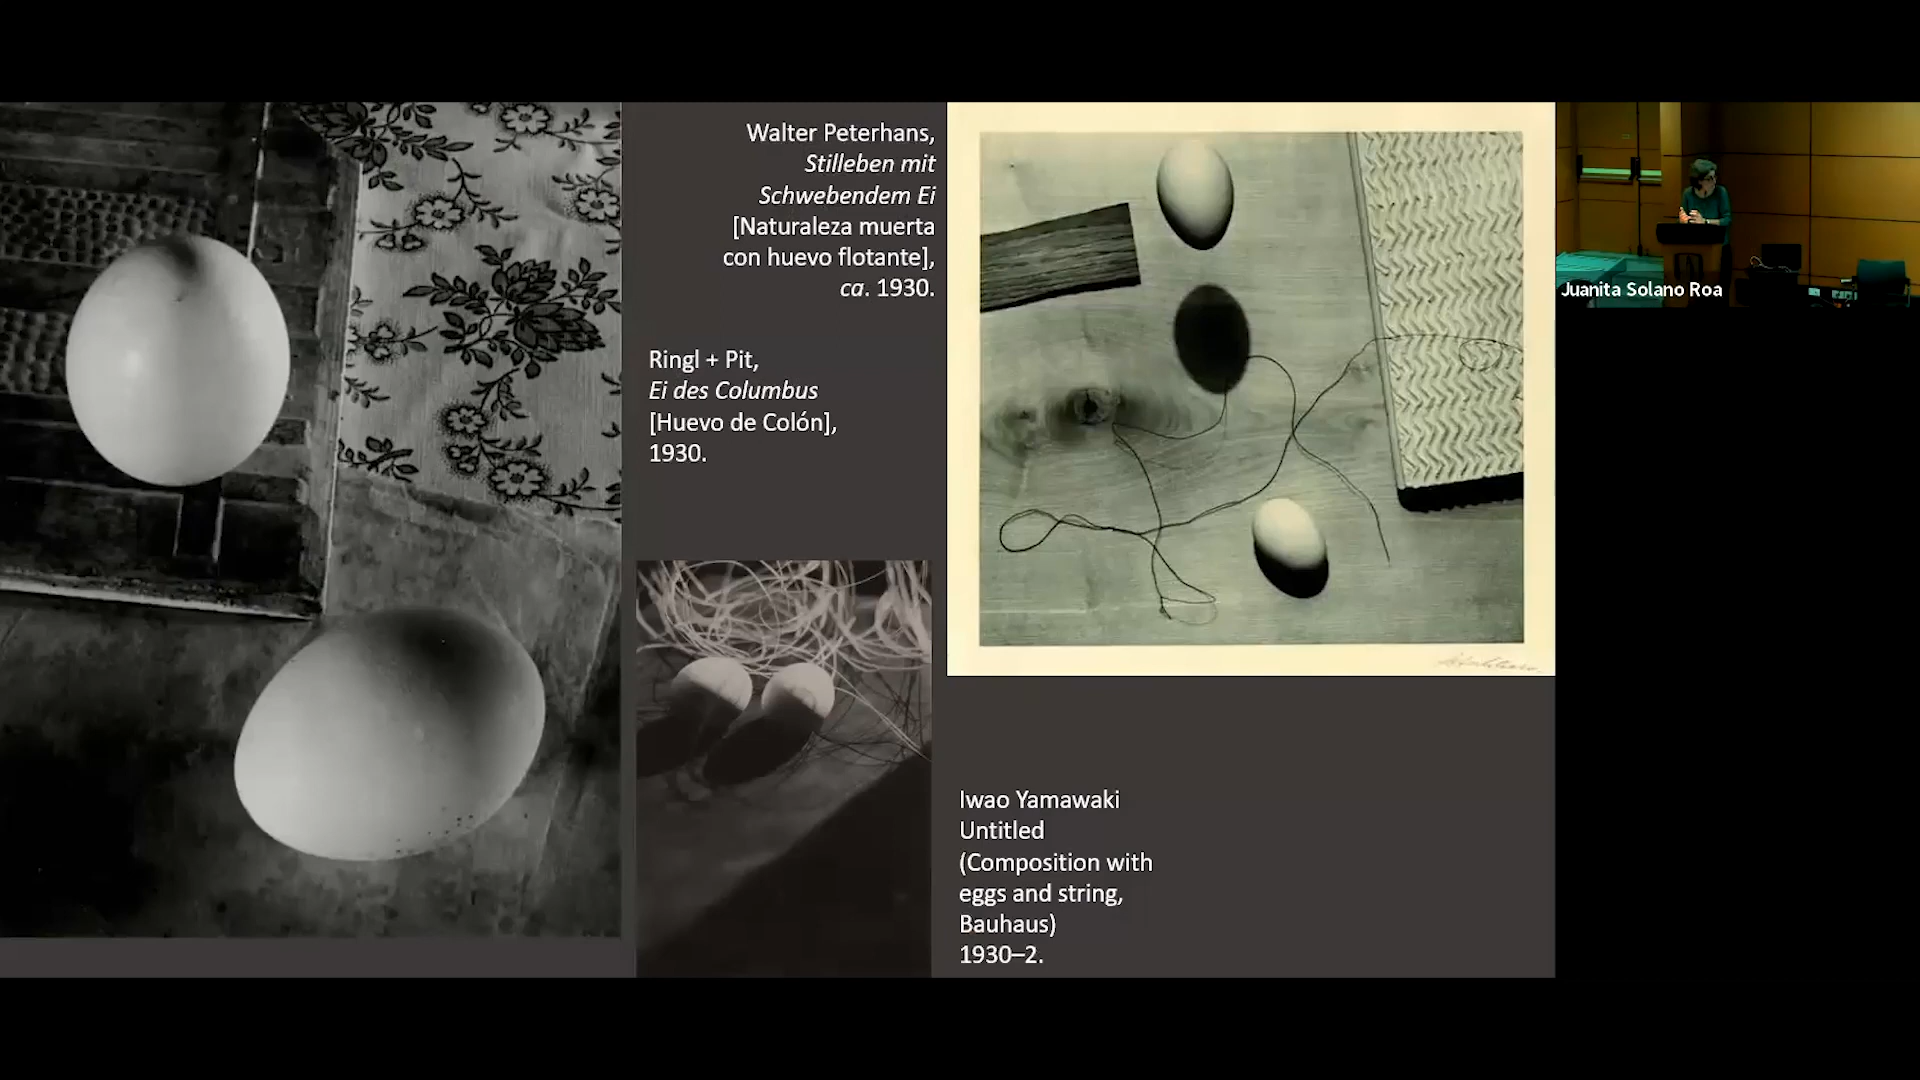 Walter Peterhans,
Stilleben mit
Schwebendem Ei
[Naturaleza muerta
con huevo flotante],
ca. 1930.
Ringl + Pit,
Ei des Columbus
[Huevo de Colón],
1930.
Iwao Yamawaki
Untitled
(Composition with
eggs and string,
Bauhaus)
1930–2.
Juanita Solano Roa